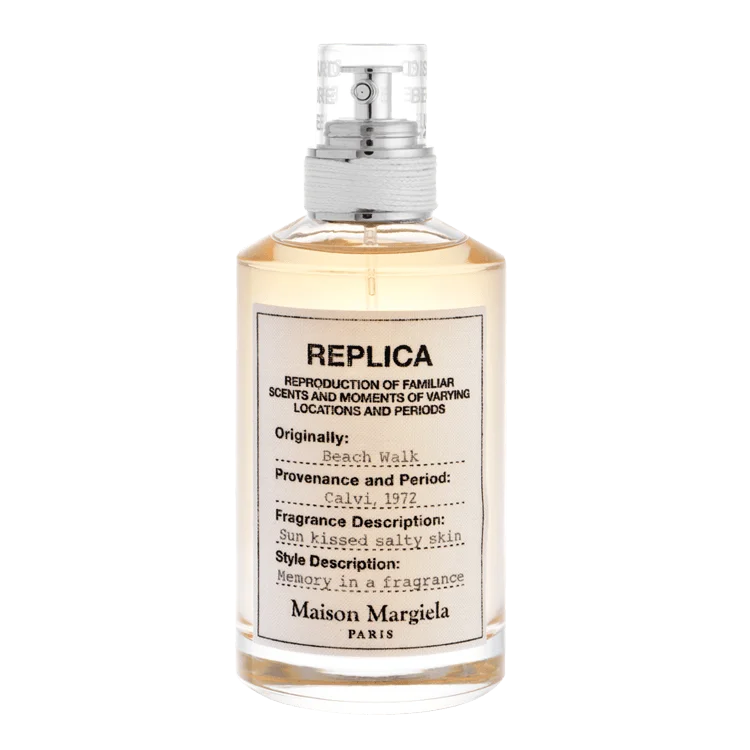 REPLICA
REPRODUCTION OF FAMILIAR
SCENTS AND MOMENTS OF VARYING
LOCATIONS AND PERIODS
Originally:
Beach Walk
Provenance and Period:
Calvi, 1972
Fragrance Description:
Sun kissed salty skin
Style Description:
Memory in a fragrance
Maison Margiela
PARIS